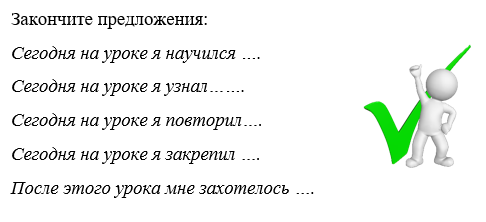 Закончите предложения:
Сегодня на уроке я научился ….
Сегодня на уроке я узнал…….
Сегодня на уроке я повторил….
Сегодня на уроке я закрепил ….
После этого урока мне захотелось ….